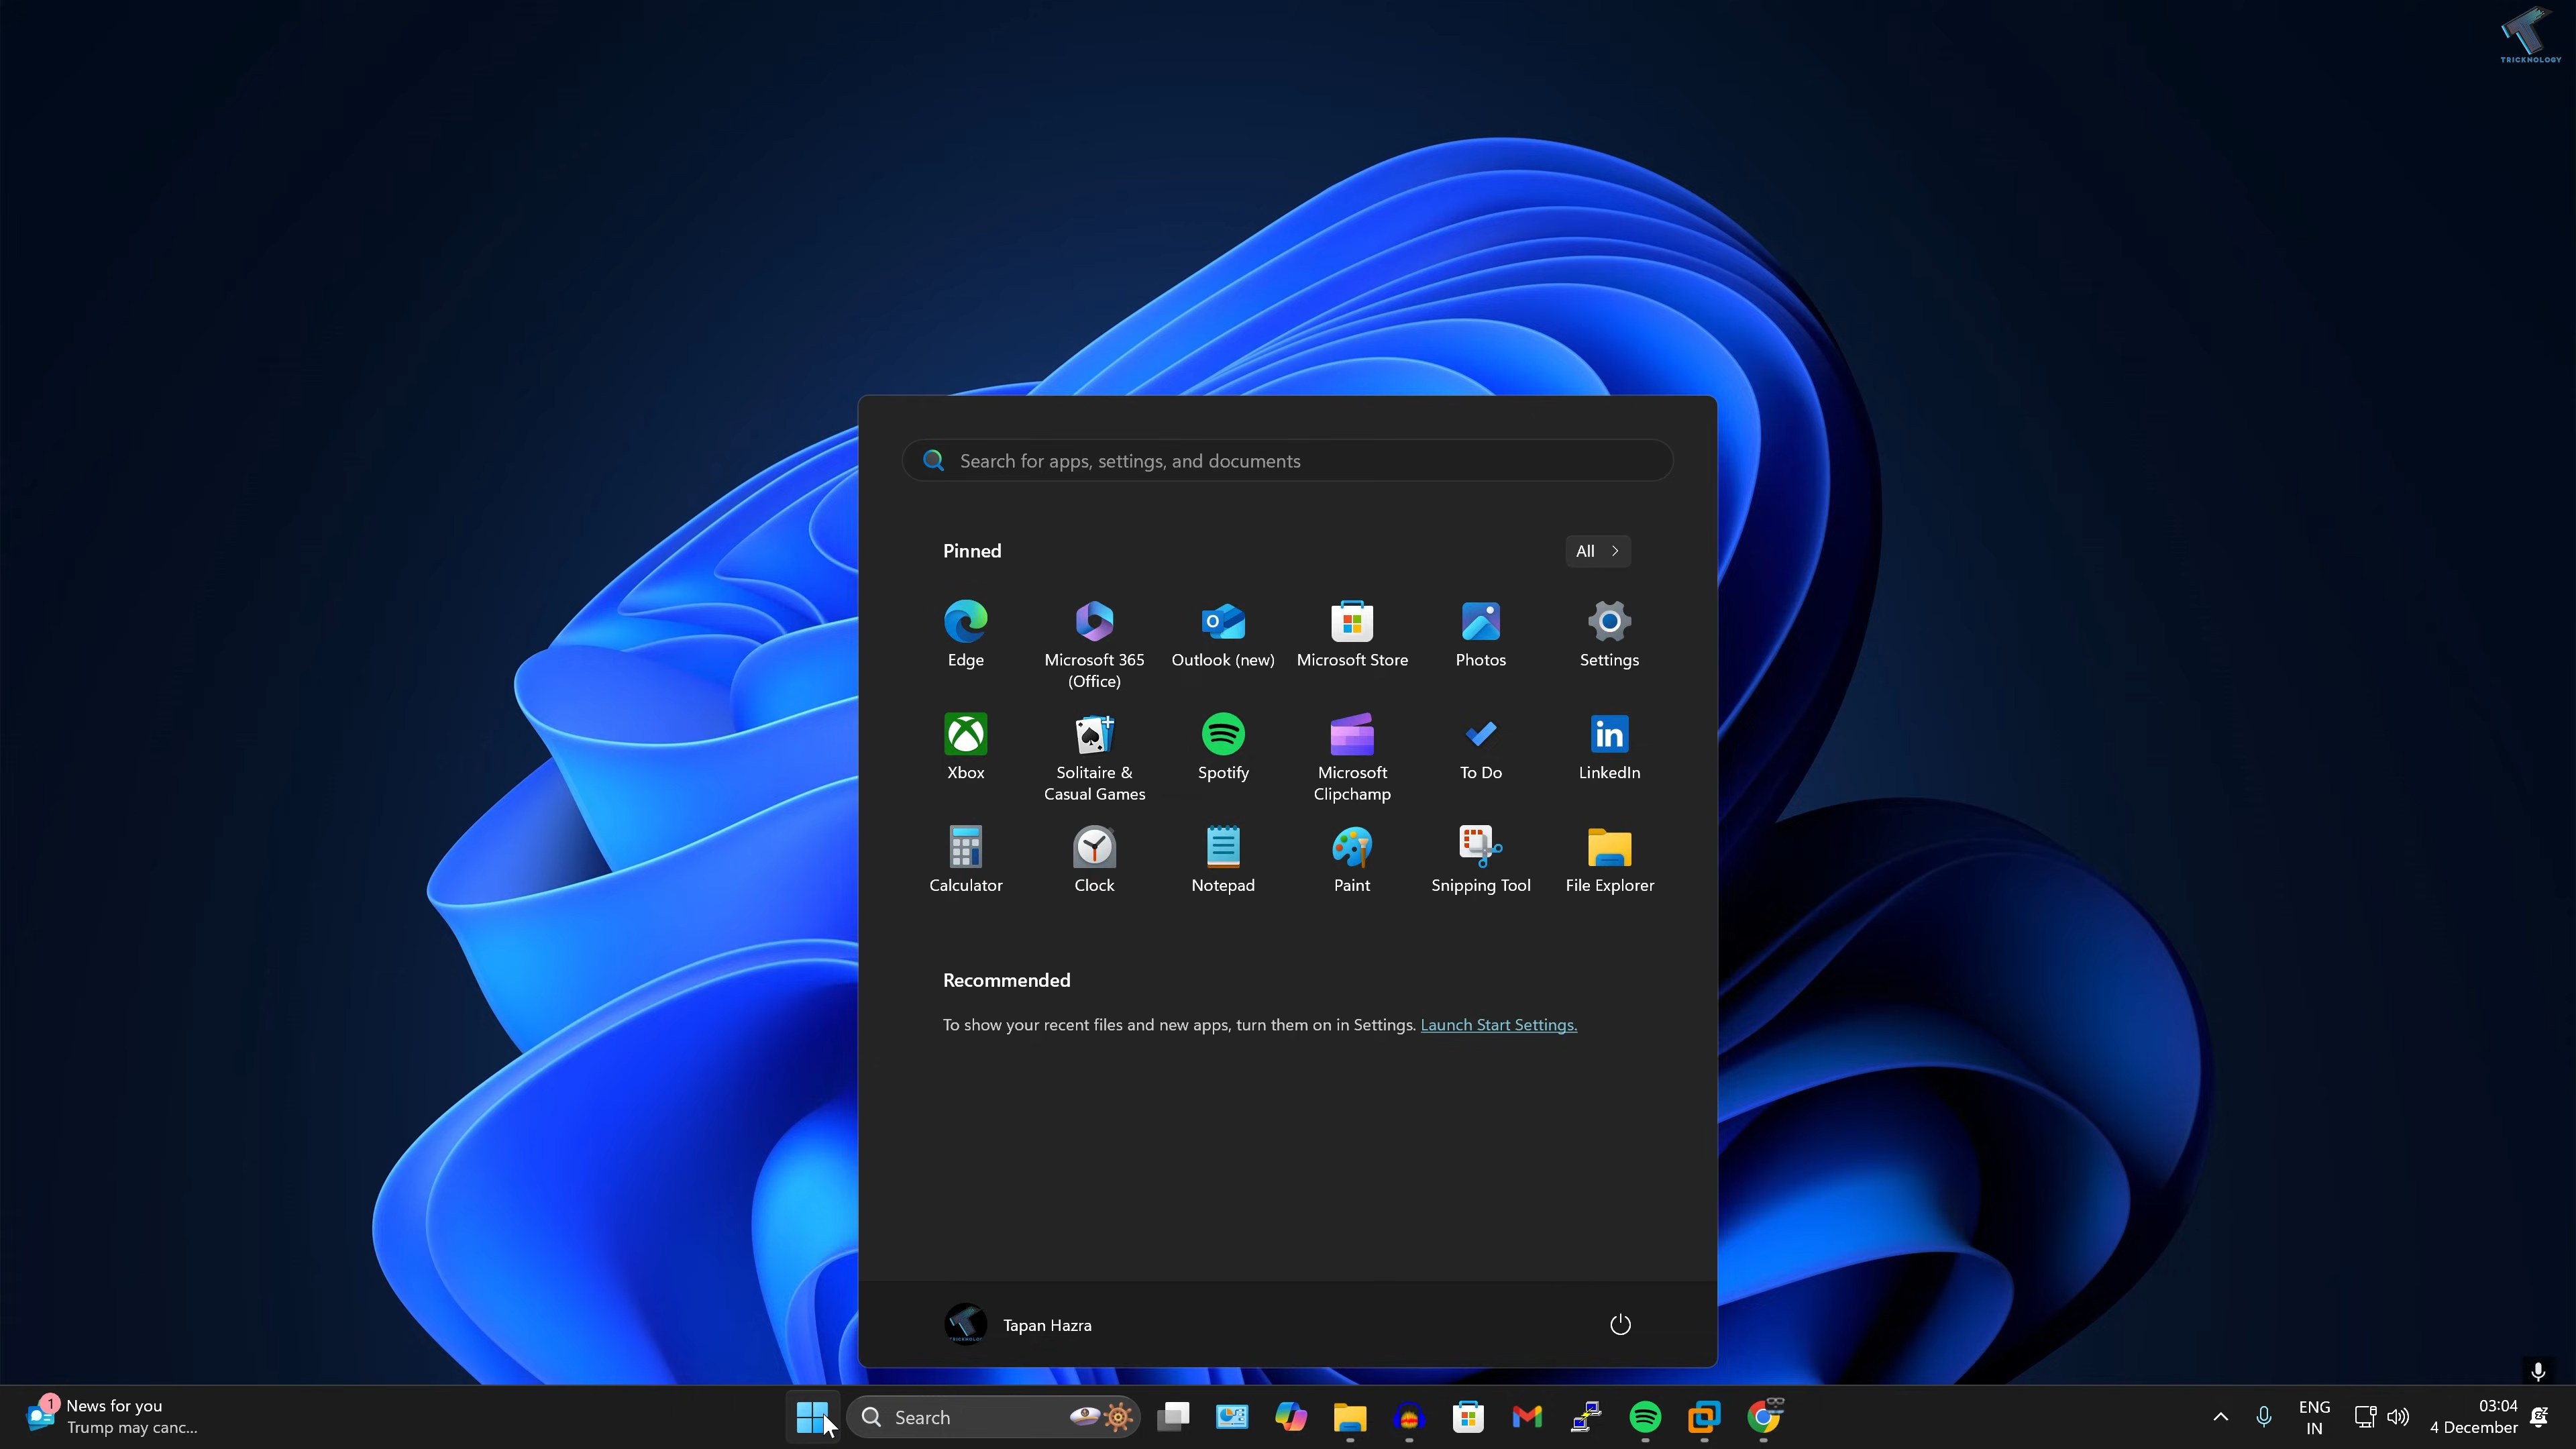 TRICKNOLOGY
Search for apps, settings, and documents
Pinned
All
Edge
Microsoft 365
(Office)
Outlook (new)
Microsoft Store
Photos
Settings
Xbox
Solitaire &
Casual Games
Spotify
Microsoft
Clipchamp
To Do
LinkedIn
Calculator
Clock
Notepad
Paint
Snipping Tool
File Explorer
Recommended
To show your recent files and new apps, turn them on in Settings. Launch Start Settings.
Tapan Hazra
1
News for you
Trump may canc...
Search
ENG
IN
03:04
4 December